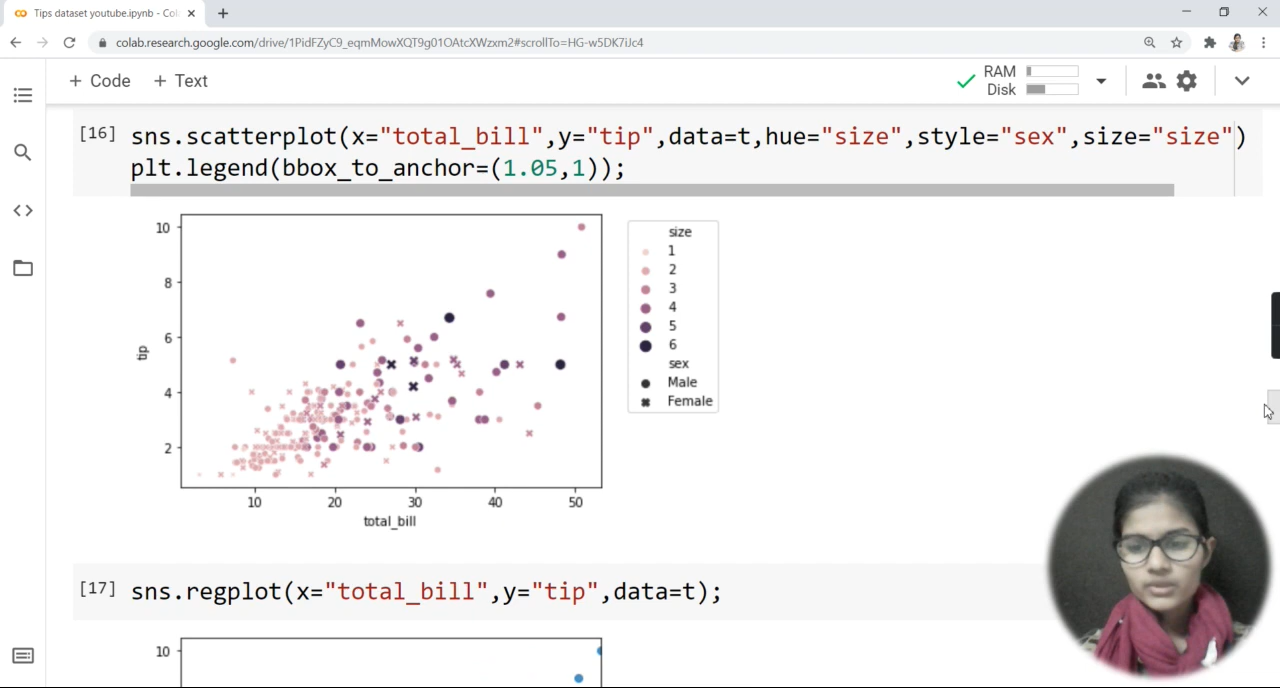 Tips dataset youtube.ipynb - Col
colab.research.google.com/drive/1PidFZyC9_eqmMowXQT9g01OAtcXWzxm2#scrollTo=HG-w5DK7iJc4
+ Code + Text
RAM
Disk
[16] sns.scatterplot(x="total_bill",y="tip",data=t,hue="size",style="sex",size="size")
plt.legend(bbox_to_anchor=(1.05,1));
10
8
6
4
2
tip
10 20 30 40 50
total_bill
size
1
2
3
4
5
6
sex
Male
Female
[17] sns.regplot(x="total_bill",y="tip",data=t);
10